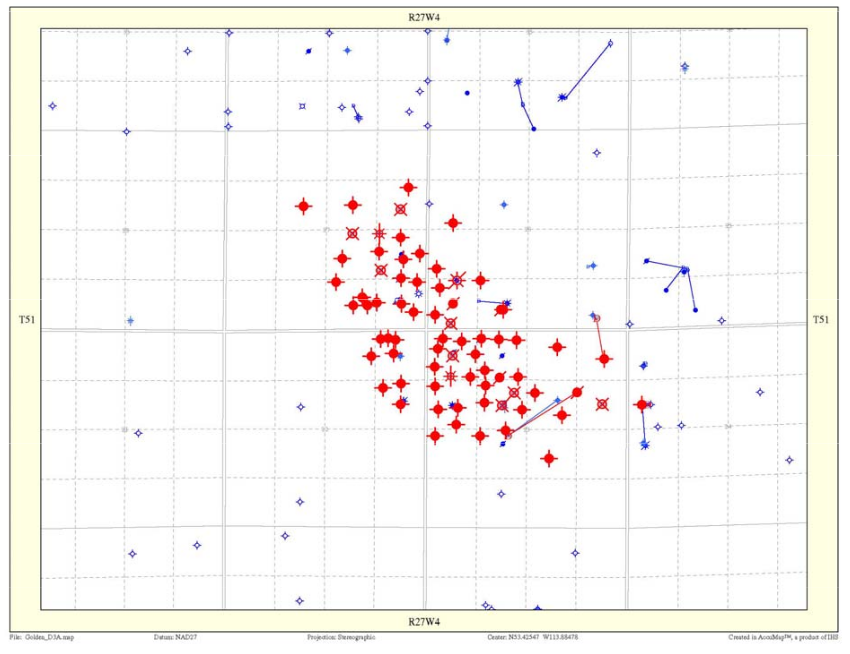 R27W4
T51
T51
R27W4
File: Golden_D3A.map
Datum: NAD27
Projection: Stereographic
Center: N53.42547 W113.88478
Created in AccuMap™, a product of IHS